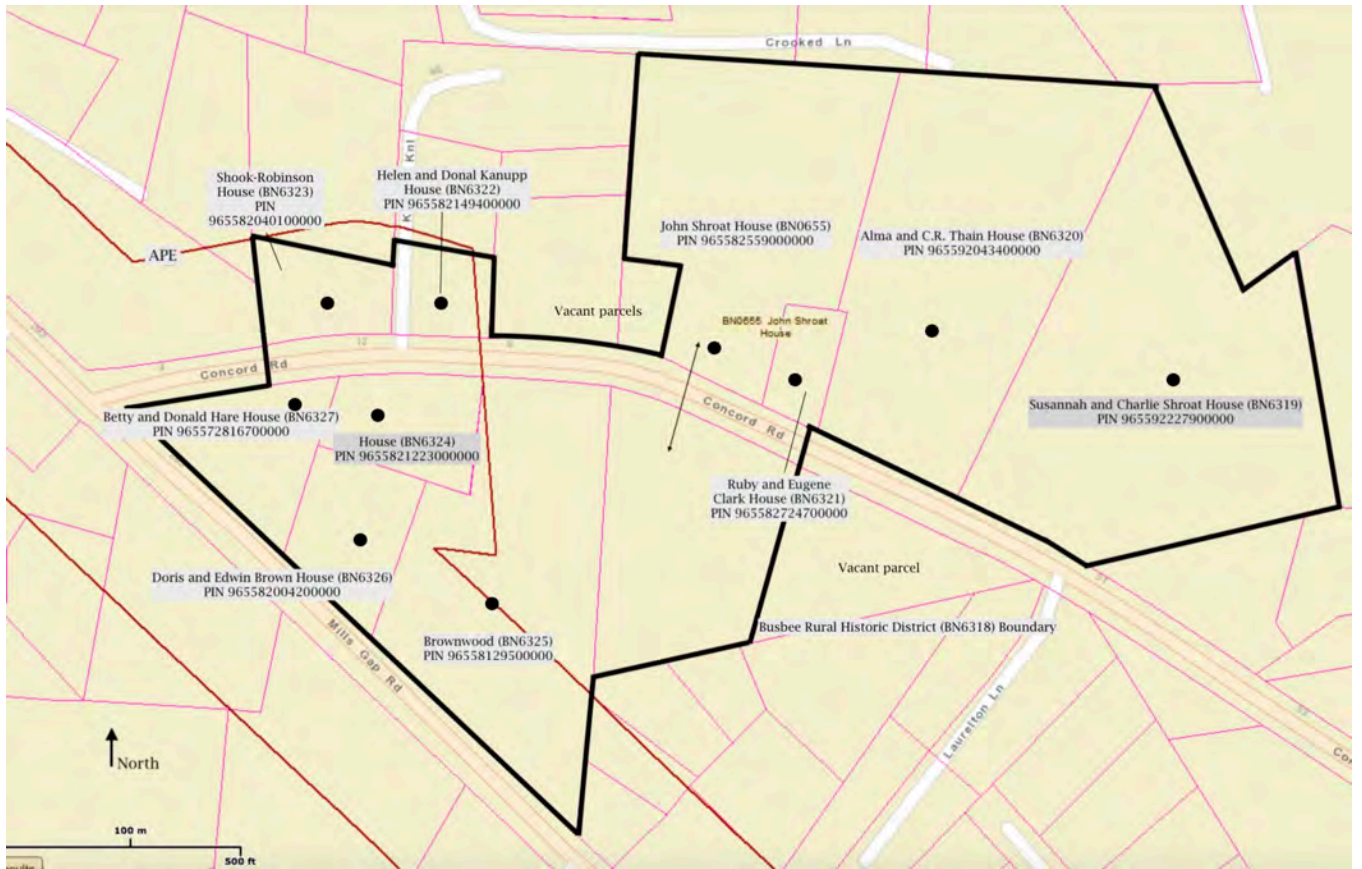 Crooked Ln
Knl
Shook-Robinson
House (BN6323)
PIN
965582040100000
Helen and Donal Kanupp
House (BN6322)
PIN 965582149400000
APE
John Shroat House (BN0655)
PIN 965582559000000
Alma and C.R. Thain House (BN6320)
PIN 965592043400000
Vacant parcels
BN0655 John Shroat
House
12
Concord Rd
Concord Rd
Betty and Donald Hare House (BN6327)
PIN 965572816700000
House (BN6324)
PIN 9655821223000000
Susannah and Charlie Shroat House (BN6319)
PIN 965592227900000
Ruby and Eugene
Clark House (BN6321)
PIN 965582724700000
Vacant parcel
Doris and Edwin Brown House (BN6326)
PIN 965582004200000
Busbee Rural Historic District (BN6318) Boundary
Brownwood (BN6325)
PIN 96558129500000
Mills Gap Rd
Laurelton Ln
North
100 m
500 ft